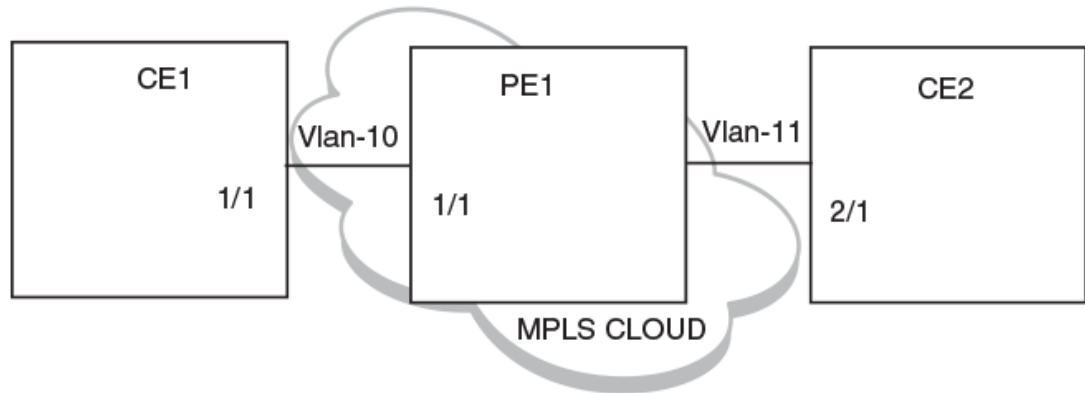 CE1
PE1
CE2
Vlan-10
Vlan-11
1/1
1/1
2/1
MPLS CLOUD